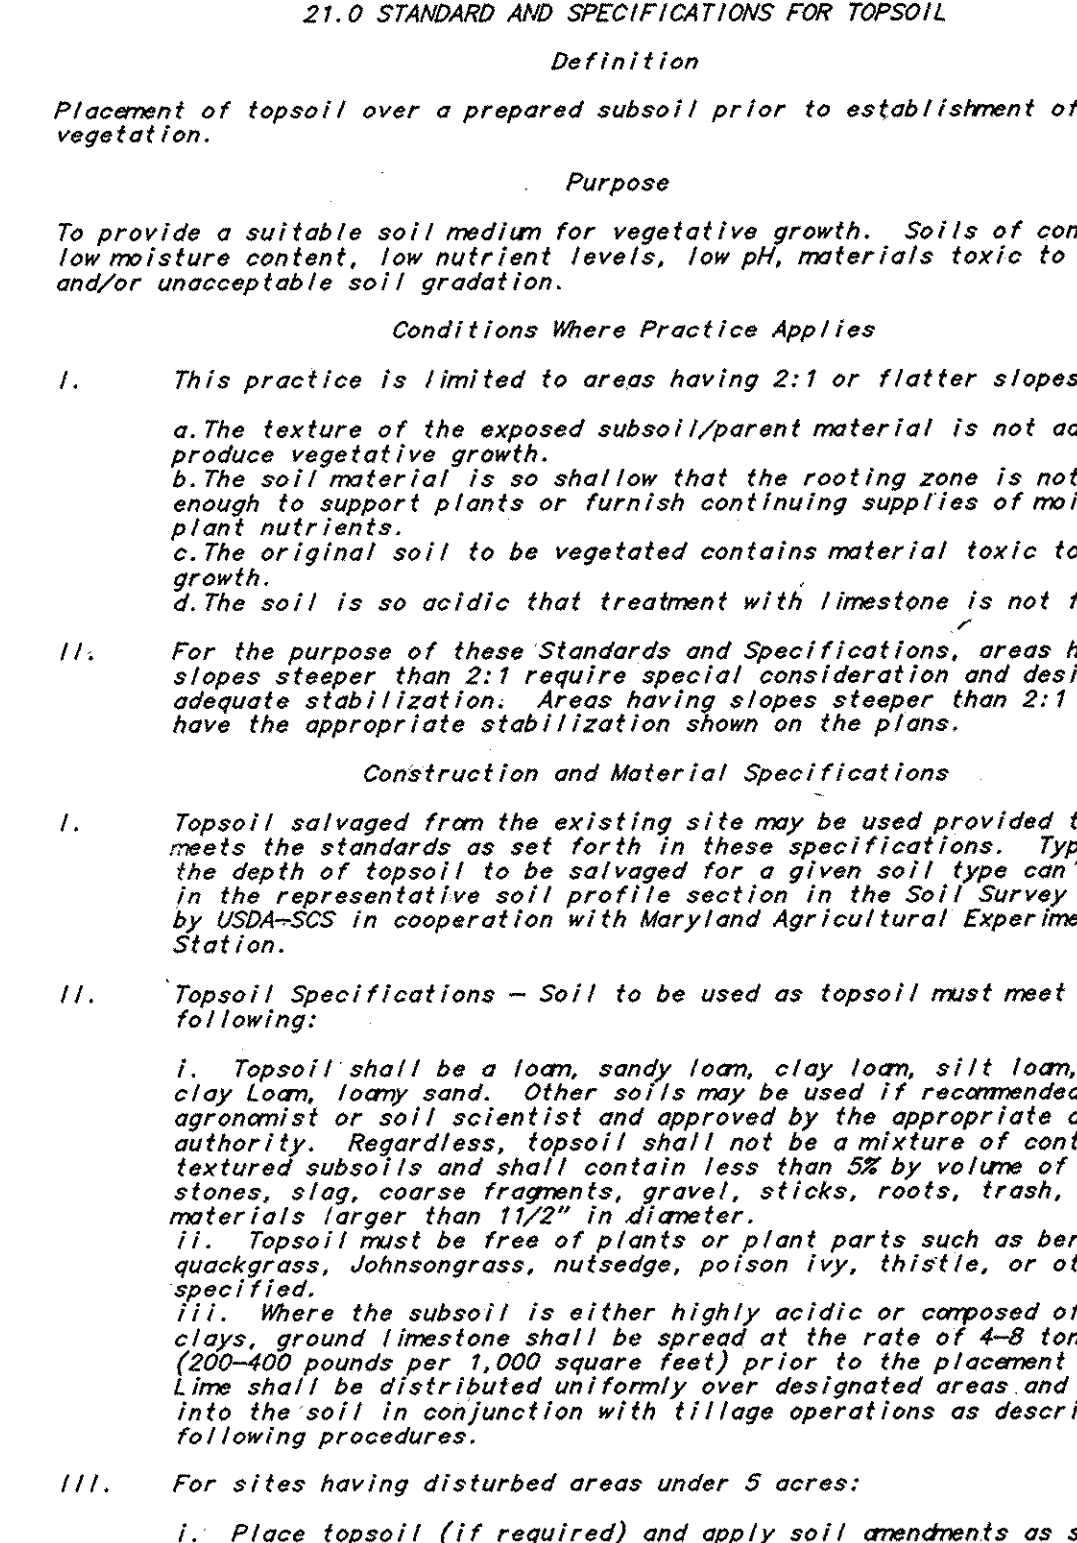 21.0 STANDARD AND SPECIFICATIONS FOR TOPSOIL
Definition
Placement of topsoil over a prepared subsoil prior to establishment of
vegetation.
Purpose
To provide a suitable soil medium for vegetative growth. Soils of con
low moisture content, low nutrient levels, low pH, materials toxic to
and/or unacceptable soil gradation.
Conditions Where Practice Applies
I. This practice is limited to areas having 2:1 or flatter slopes
a. The texture of the exposed subsoil/parent material is not ad
produce vegetative growth.
b. The soil material is so shallow that the rooting zone is not
enough to support plants or furnish continuing supplies of moi
plant nutrients.
c. The original soil to be vegetated contains material toxic to
growth.
d. The soil is so acidic that treatment with limestone is not f
II. For the purpose of these Standards and Specifications, areas h
slopes steeper than 2:1 require special consideration and desi
adequate stabilization. Areas having slopes steeper than 2:1
have the appropriate stabilization shown on the plans.
Construction and Material Specifications
I. Topsoil salvaged from the existing site may be used provided t
meets the standards as set forth in these specifications. Typ
the depth of topsoil to be salvaged for a given soil type can
in the representative soil profile section in the Soil Survey
by USDA-SCS in cooperation with Maryland Agricultural Experime
Station.
II. Topsoil Specifications – Soil to be used as topsoil must meet
following:
i. Topsoil shall be a loam, sandy loam, clay loam, silt loam,
clay Loam, loamy sand. Other soils may be used if recommended
agronomist or soil scientist and approved by the appropriate a
authority. Regardless, topsoil shall not be a mixture of cont
textured subsoils and shall contain less than 5% by volume of
stones, slag, coarse fragments, gravel, sticks, roots, trash,
materials larger than 11/2" in diameter.
ii. Topsoil must be free of plants or plant parts such as ber
quackgrass, Johnsongrass, nutsedge, poison ivy, thistle, or ot
specified.
iii. Where the subsoil is either highly acidic or composed of
clays, ground limestone shall be spread at the rate of 4–8 ton
(200–400 pounds per 1,000 square feet) prior to the placement
Lime shall be distributed uniformly over designated areas and
into the soil in conjunction with tillage operations as descri
following procedures.
III. For sites having disturbed areas under 5 acres:
i. Place topsoil (if required) and apply soil amendments as s